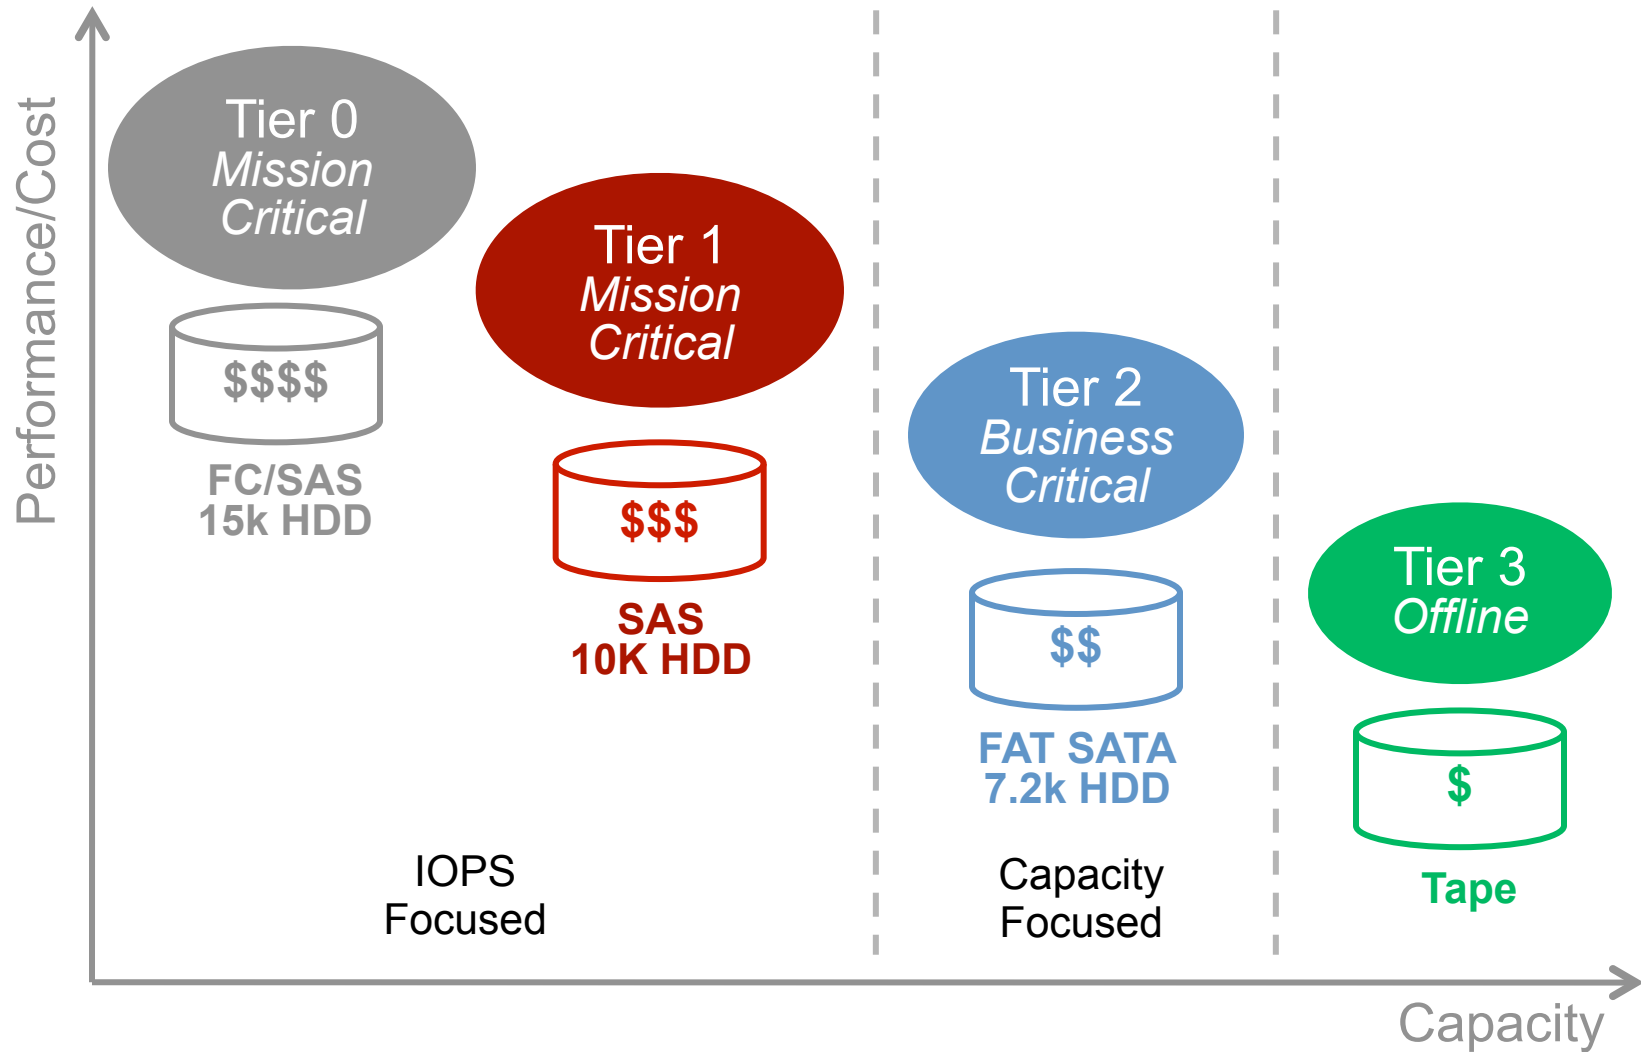 Performance/Cost
Tier 0
Mission
Critical
$$$$
FC/SAS
15k HDD
Tier 1
Mission
Critical
$$$
SAS
10K HDD
IOPS
Focused
Tier 2
Business
Critical
$$
FAT SATA
7.2k HDD
Capacity
Focused
Tier 3
Offline
$
Tape
Capacity